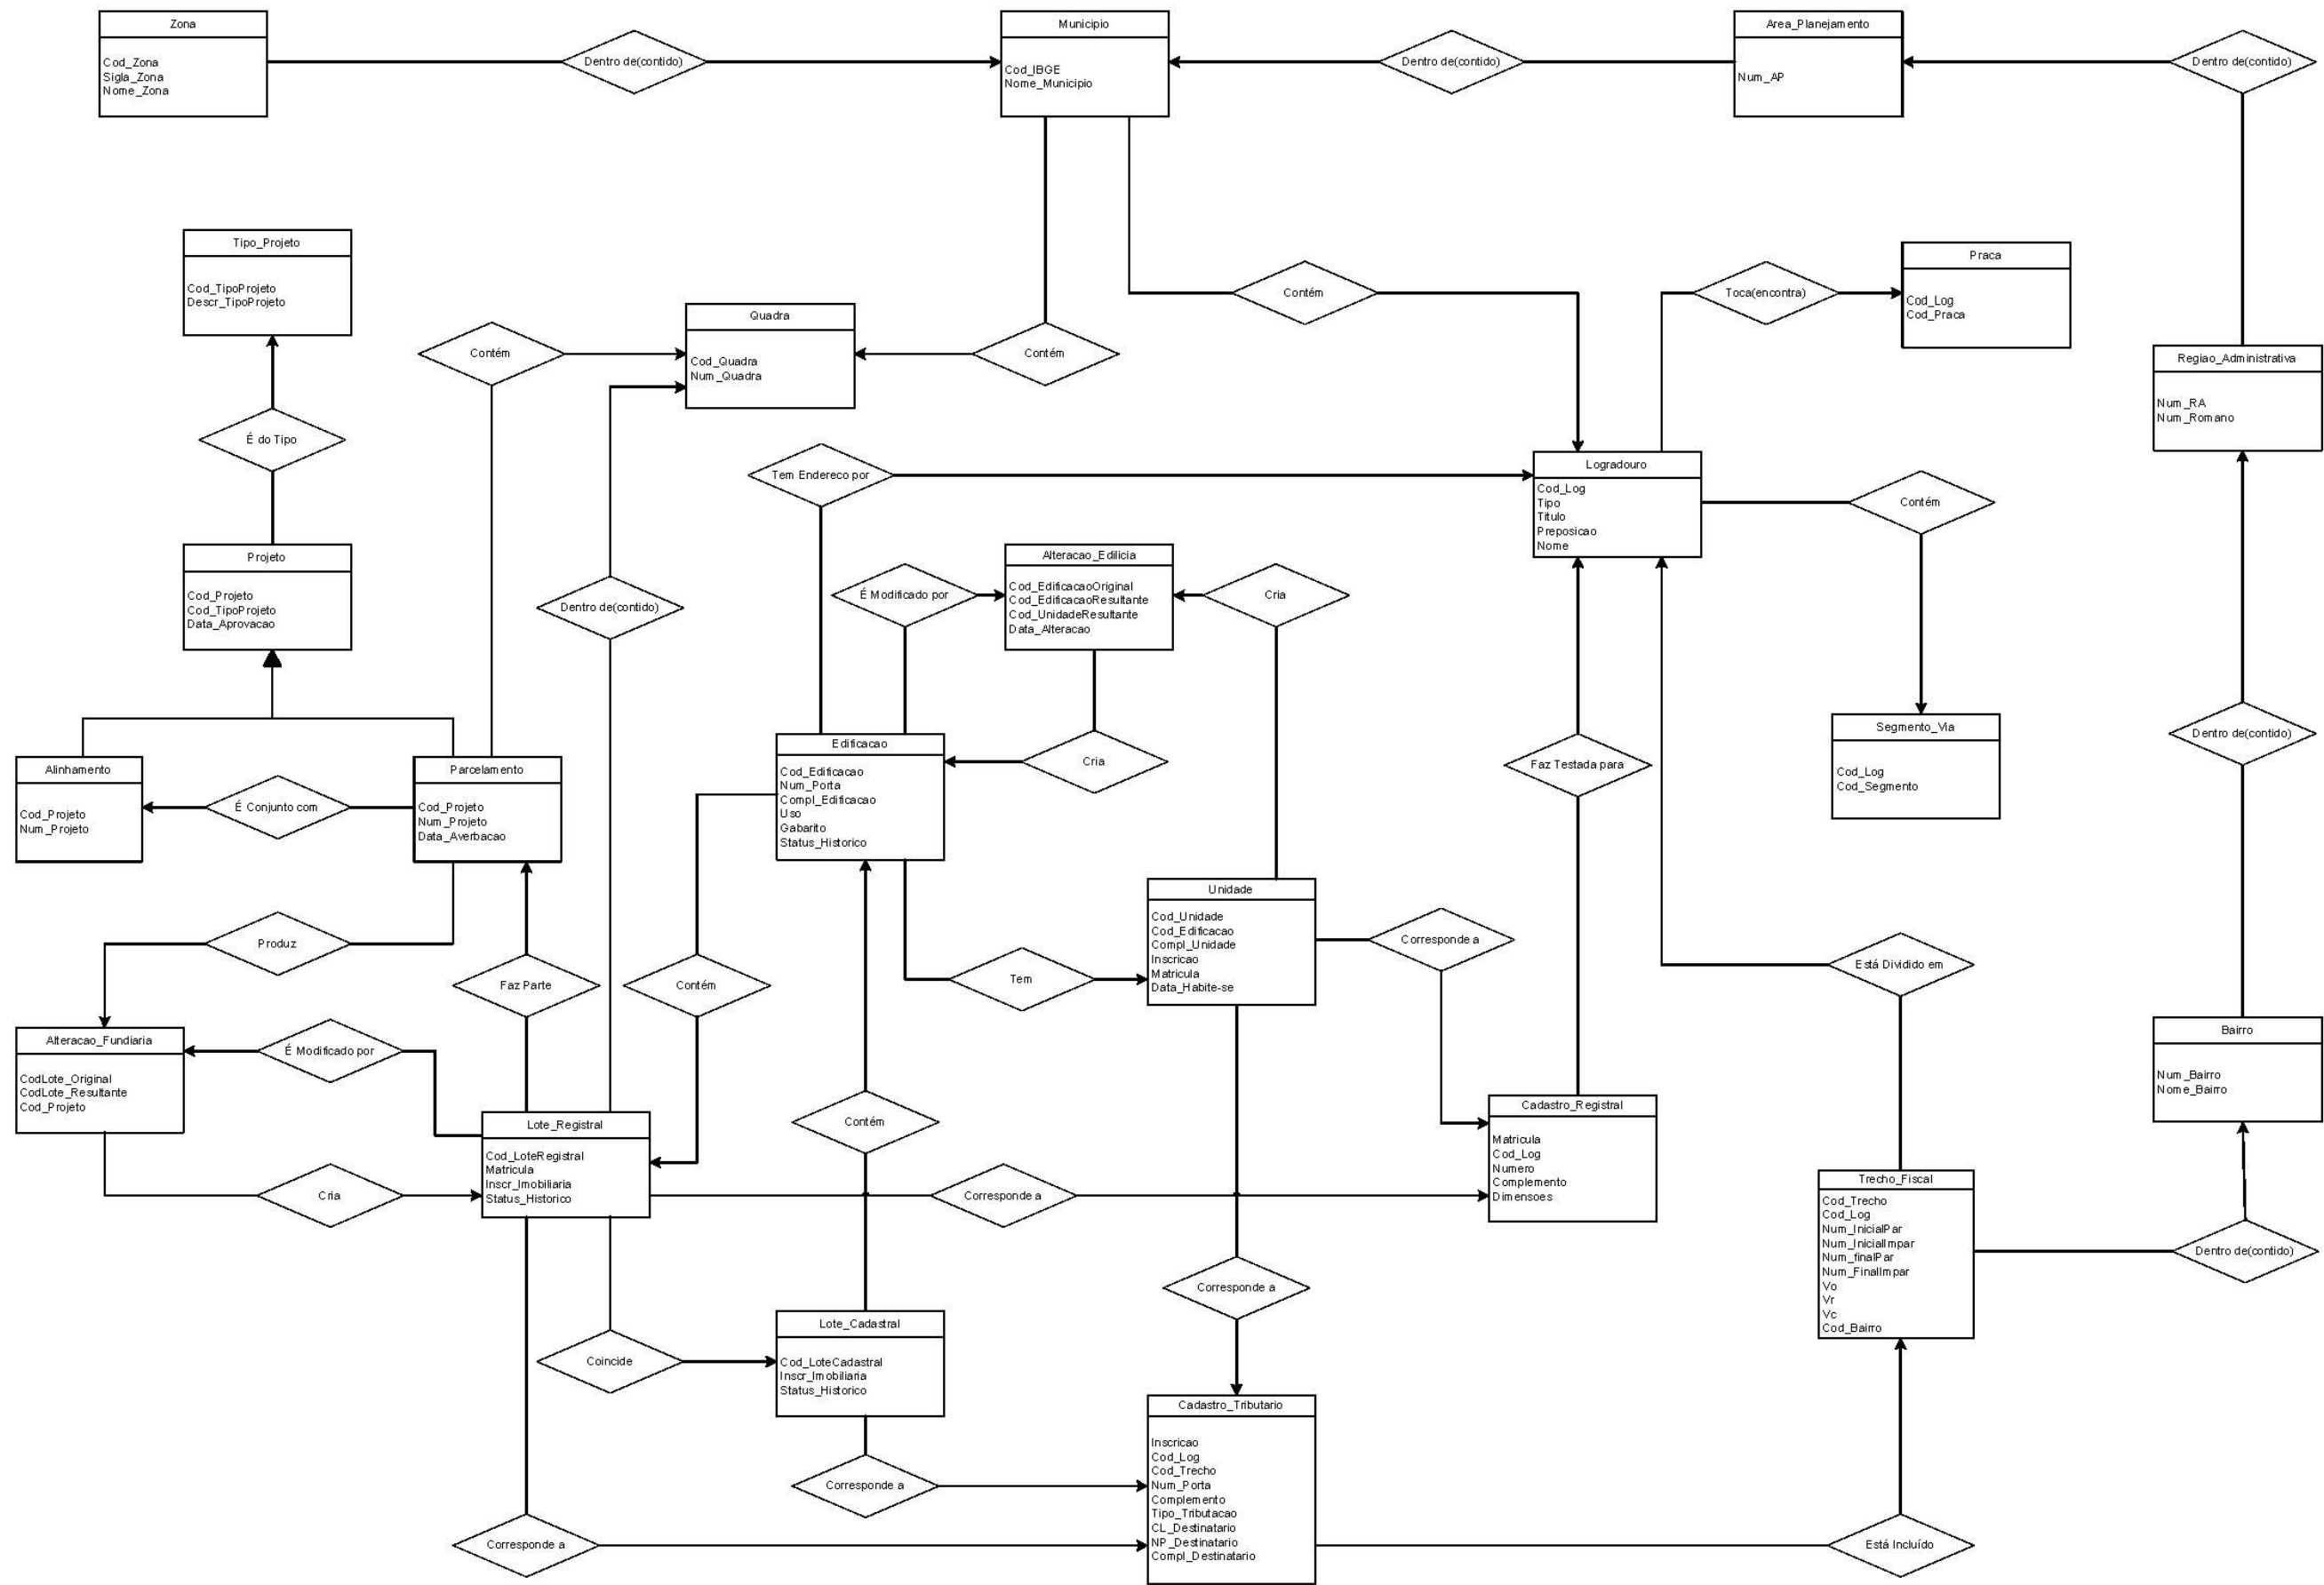 Zona
Cod_Zona
Sigla_Zona
Nome_Zona
Dentro de(contido)
Municipio
Cod_IBGE
Nome_Municipio
Dentro de(contido)
Area_Planejamento
Num_AP
Dentro de(contido)
Tipo_Projeto
Cod_TipoProjeto
Descr_TipoProjeto
Contém
Quadra
Cod_Quadra
Num_Quadra
Contém
Contém
Toca(encontra)
Praca
Cod_Log
Cod_Praca
Regiao_Administrativa
Num_RA
Num_Romano
É do Tipo
Tem Endereco por
Logradouro
Cod_Log
Tipo
Titulo
Preposicao
Nome
Contém
Projeto
Cod_Projeto
Cod_TipoProjeto
Data_Aprovacao
Dentro de(contido)
É Modificado por
Alteracao_Edilicia
Cod_EdificacaoOriginal
Cod_EdificacaoResultante
Cod_UnidadeResultante
Data_Alteracao
Cria
Segmento_Via
Cod_Log
Cod_Segmento
Dentro de(contido)
Alinhamento
Cod_Projeto
Num_Projeto
É Conjunto com
Parcelamento
Cod_Projeto
Num_Projeto
Data_Averbacao
Edificacao
Cod_Edificacao
Num_Porta
Compl_Edificacao
Uso
Gabarito
Status_Historico
Cria
Faz Testada para
Produz
Faz Parte
Contém
Tem
Unidade
Cod_Unidade
Cod_Edificacao
Compl_Unidade
Inscricao
Matricula
Data_Habite-se
Corresponde a
Está Dividido em
Alteracao_Fundiaria
CodLote_Original
CodLote_Resultante
Cod_Projeto
É Modificado por
Bairro
Num_Bairro
Nome_Bairro
Lote_Registral
Cod_LoteRegistral
Matricula
Inscr_Imobiliaria
Status_Historico
Contém
Cadastro_Registral
Matricula
Cod_Log
Numero
Complemento
Dimensoes
Cria
Corresponde a
Trecho_Fiscal
Cod_Trecho
Cod_Log
Num_InicialPar
Num_InicialImpar
Num_finalPar
Num_FinalImpar
Vo
Vr
Vc
Cod_Bairro
Dentro de(contido)
Corresponde a
Coincide
Lote_Cadastral
Cod_LoteCadastral
Inscr_Imobiliaria
Status_Historico
Corresponde a
Cadastro_Tributario
Inscricao
Cod_Log
Cod_Trecho
Num_Porta
Complemento
Tipo_Tributacao
CL_Destinatario
NP_Destinatario
Compl_Destinatario
Corresponde a
Está Incluído